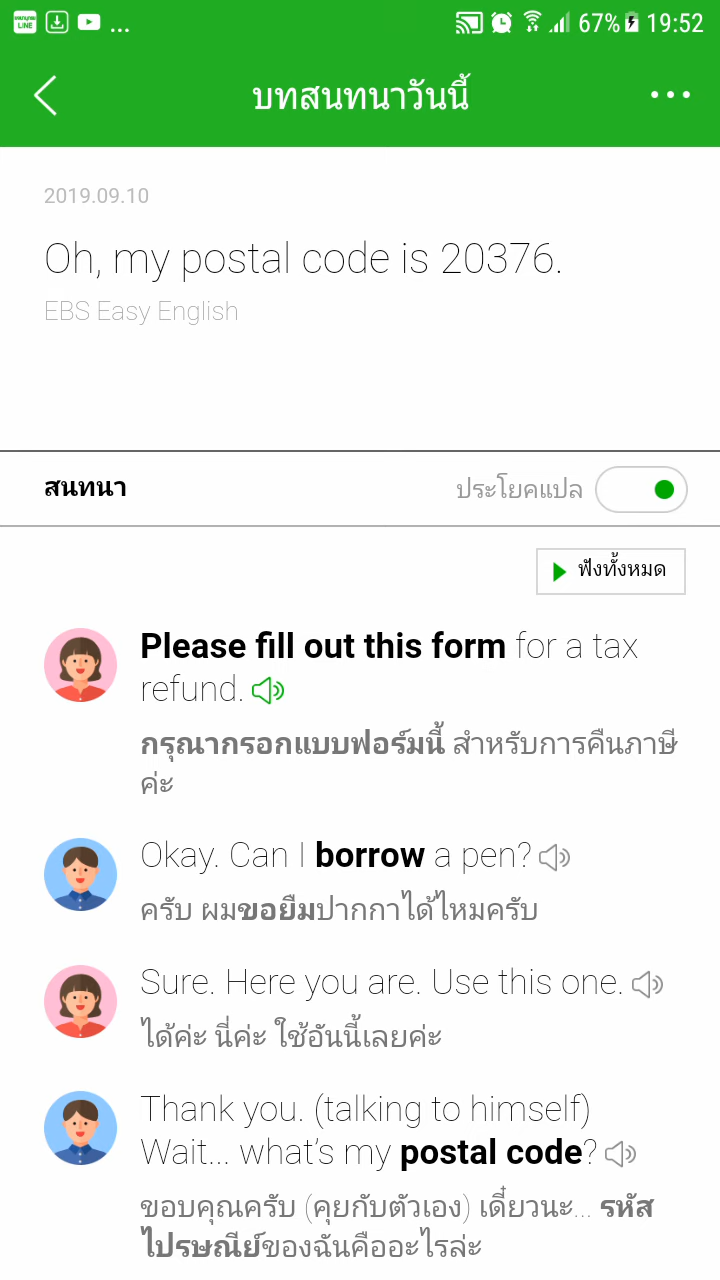 LINE
...
67%
19:52
บทสนทนาวันนี้
2019.09.10
Oh, my postal code is 20376.
EBS Easy English
สนทนา
ประโยคแปล
ฟังทั้งหมด
Please fill out this form for a tax
refund.
กรุณากรอกแบบฟอร์มนี้ สำหรับการคืนภาษี
ค่ะ
Okay. Can I borrow a pen?
ครับ ผมขอยืมปากกาได้ไหมครับ
Sure. Here you are. Use this one.
ได้ค่ะ นี่ค่ะ ใช้อันนี้เลยค่ะ
Thank you. (talking to himself)
Wait... what's my postal code?
ขอบคุณครับ (คุยกับตัวเอง) เดี๋ยวนะ... รหัส
ไปรษณีย์ของฉันคืออะไรล่ะ